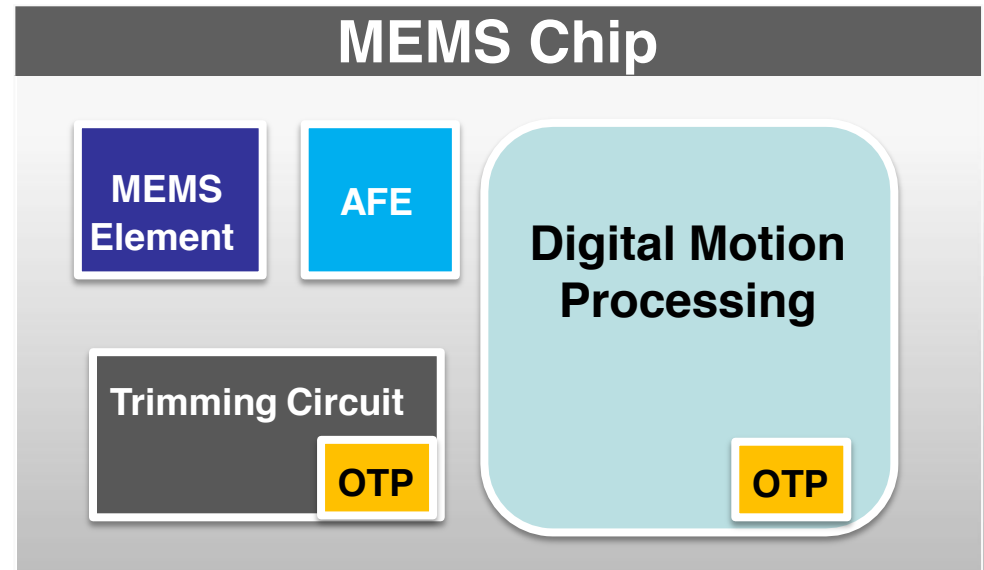 MEMS Chip
MEMS
Element
AFE
Digital Motion
Processing
Trimming Circuit
OTP
OTP